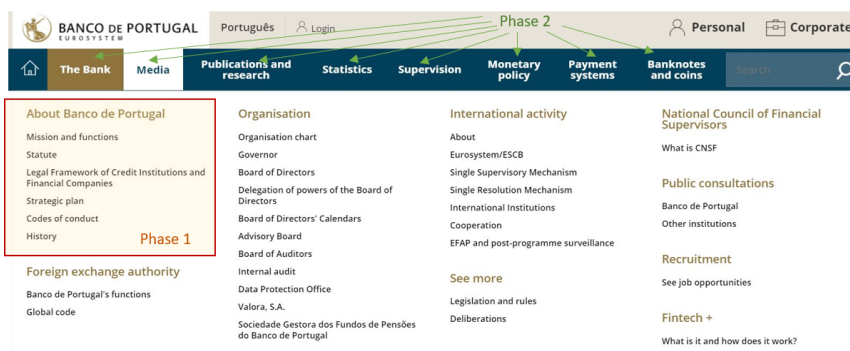 BANCO DE PORTUGAL
EUROSYSTEM
Português
Login
Phase 2
Personal
Corporate
The Bank
Media
Publications and
research
Statistics
Supervision
Monetary
policy
Payment
systems
Banknotes
and coins
Search
About Banco de Portugal
Mission and functions
Statute
Legal Framework of Credit Institutions and
Financial Companies
Strategic plan
Codes of conduct
History
Phase 1
Foreign exchange authority
Banco de Portugal's functions
Global code
Organisation
Organisation chart
Governor
Board of Directors
Delegation of powers of the Board of
Directors
Board of Directors' Calendars
Advisory Board
Board of Auditors
Internal audit
Data Protection Office
Valora, S.A.
Sociedade Gestora dos Fundos de Pensões
do Banco de Portugal
International activity
About
Eurosystem/ESCB
Single Supervisory Mechanism
Single Resolution Mechanism
International Institutions
Cooperation
EFAP and post-programme surveillance
See more
Legislation and rules
Deliberations
National Council of Financial
Supervisors
What is CNSF
Public consultations
Banco de Portugal
Other institutions
Recruitment
See job opportunities
Fintech +
What is it and how does it work?